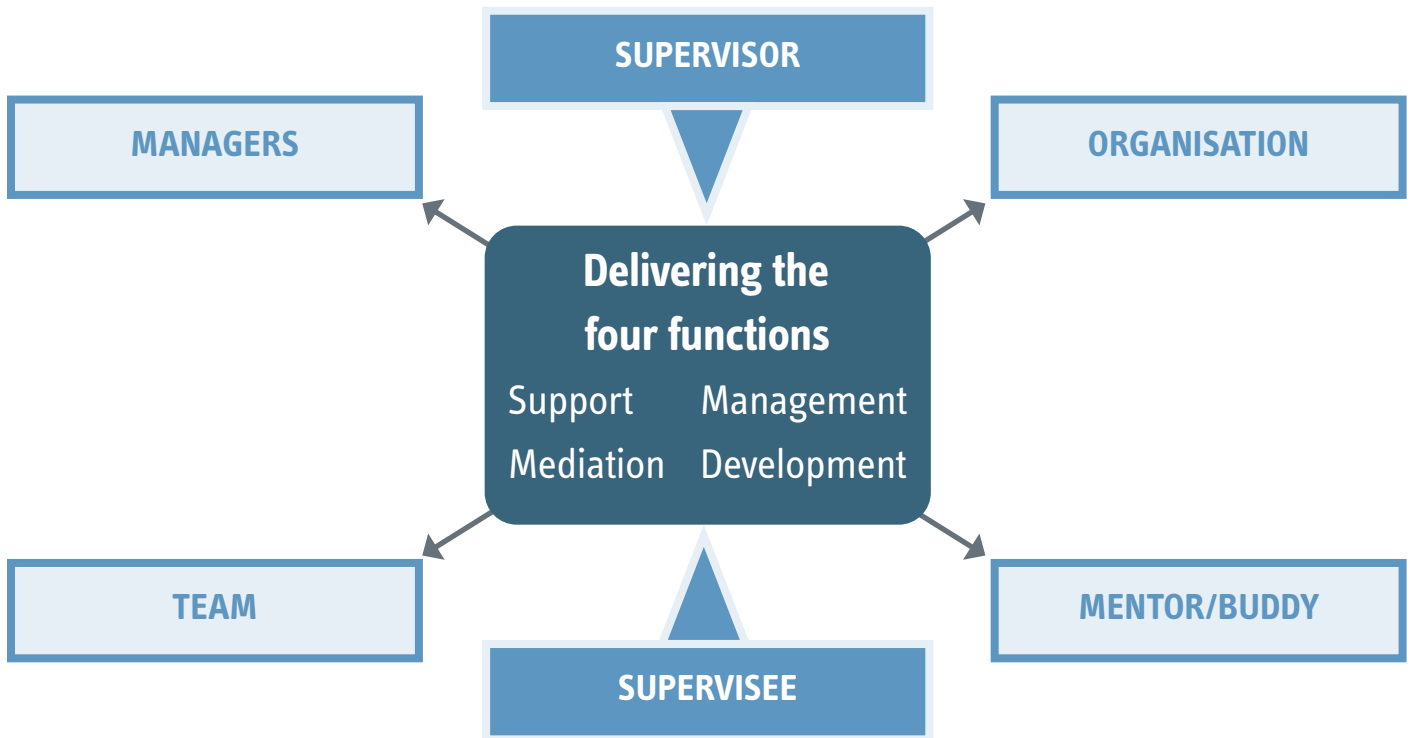 SUPERVISOR
MANAGERS
ORGANISATION
Delivering the
four functions
Support Management
Mediation Development
TEAM
MENTOR/BUDDY
SUPERVISEE